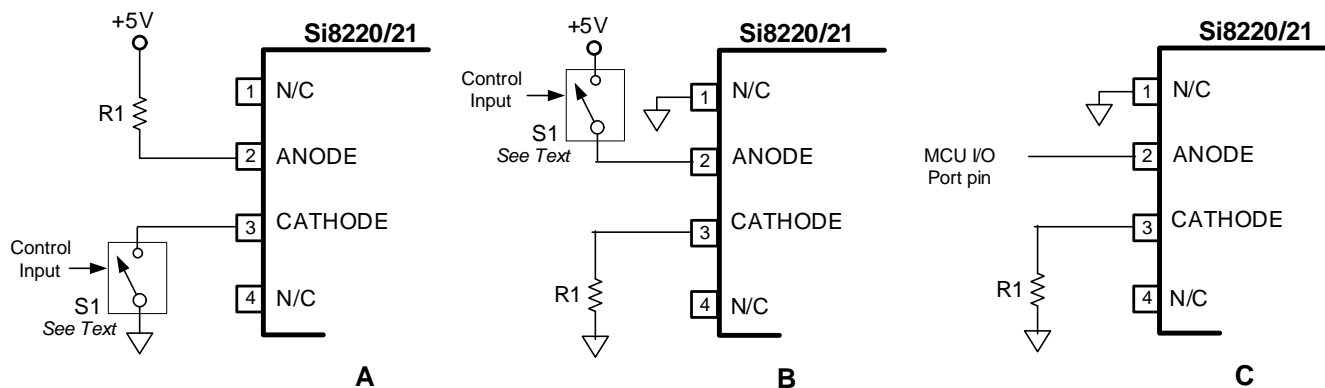 +5V
Si8220/21
R1
1 N/C
2 ANODE
3 CATHODE
4 N/C
Control
Input
S1
See Text
A
+5V
Si8220/21
Control
Input
S1
See Text
1 N/C
2 ANODE
3 CATHODE
4 N/C
R1
B
Si8220/21
1 N/C
MCU I/O
Port pin
2 ANODE
3 CATHODE
4 N/C
R1
C